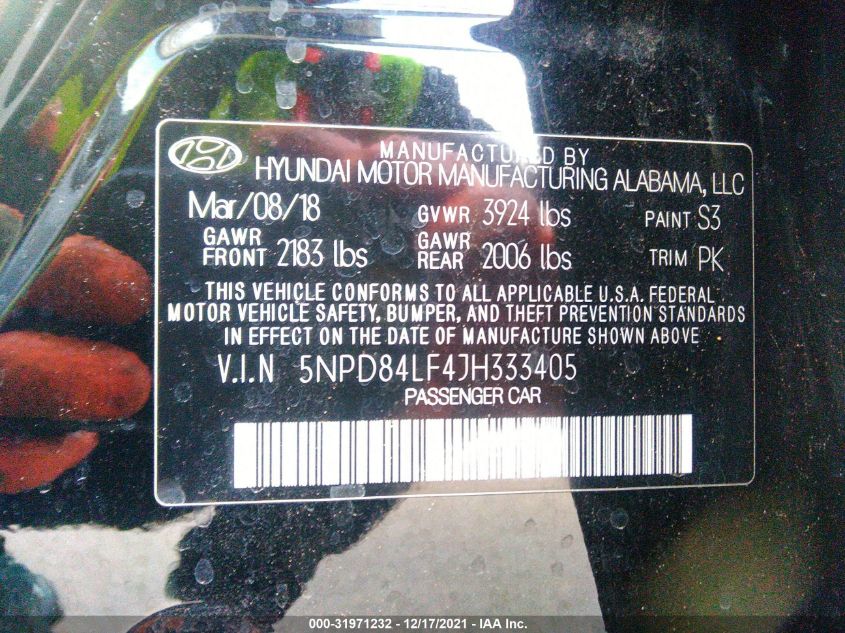 MANUFACTURED BY
HYUNDAI MOTOR MANUFACTURING ALABAMA, LLC
Mar/08/18 GVWR 3924 lbs PAINT S3
GAWR FRONT 2183 lbs GAWR REAR 2006 lbs TRIM PK
THIS VEHICLE CONFORMS TO ALL APPLICABLE U.S.A. FEDERAL
MOTOR VEHICLE SAFETY, BUMPER, AND THEFT PREVENTION STANDARDS
IN EFFECT ON THE DATE OF MANUFACTURE SHOWN ABOVE
V.I.N 5NPD84LF4JH333405
PASSENGER CAR
000-31971232 - 12/17/2021 - IAA Inc.